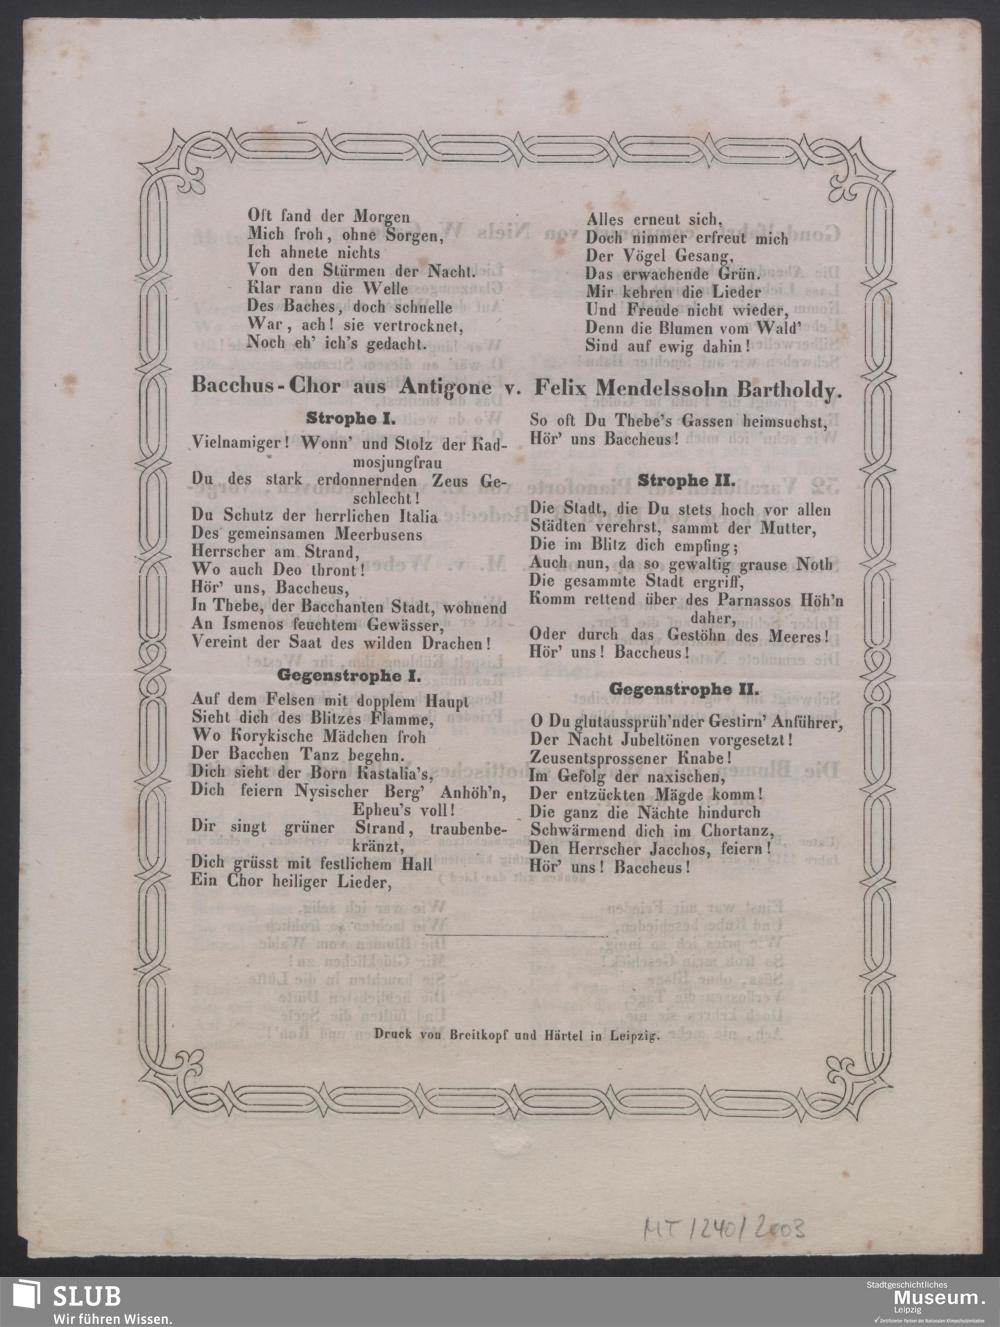 Oft fand der Morgen
Mich froh, ohne Sorgen,
Ich ahnete nichts
Von den Stürmen der Nacht.
Klar rann die Welle
Des Baches, doch schnelle
War, ach! sie vertrocknet,
Noch eh' ich's gedacht.
Alles erneut sich,
Doch nimmer erfreut mich
Der Vögel Gesang,
Das erwachende Grün.
Mir kehren die Lieder
Und Freude nicht wieder,
Denn die Blumen vom Wald'
Sind auf ewig dahin!
Bacchus-Chor aus Antigone v. Felix Mendelssohn Bartholdy.
Strophe I.
Vielnamiger! Wonn' und Stolz der Kad-
mosjungfrau
Du des stark erdonnernden Zeus Ge-
schlecht!
Du Schutz der herrlichen Italia
Des gemeinsamen Meerbusens
Herrscher am Strand,
Wo auch Deo thront!
Hör' uns, Baccheus,
In Thebe, der Bacchanten Stadt, wohnend
An Ismenos feuchtem Gewässer,
Vereint der Saat des wilden Drachen!
Gegenstrophe I.
Auf dem Felsen mit dopplem Haupt
Sieht dich des Blitzes Flamme,
Wo Korykische Mädchen froh
Der Bacchen Tanz begehn.
Dich sieht der Born Kastalia's,
Dich feiern Nysischer Berg' Anhöh'n,
Epheu's voll!
Dir singt grüner Strand, traubenbe-
kränzt,
Dich grüsst mit festlichem Hall
Ein Chor heiliger Lieder,
So oft Du Thebe's Gassen heimsuchst,
Hör' uns Baccheus!
Strophe II.
Die Stadt, die Du stets hoch vor allen
Städten verehrst, sammt der Mutter,
Die im Blitz dich empfing;
Auch nun, da so gewaltig grause Noth
Die gesammte Stadt ergriff,
Komm rettend über des Parnassos Höh'n
daher,
Oder durch das Gestöhn des Meeres!
Hör' uns! Baccheus!
Gegenstrophe II.
O Du glutaussprüh'nder Gestirn' Anführer,
Der Nacht Jubeltönen vorgesetzt!
Zeusentsprossener Knabe!
Im Gefolg der naxischen,
Der entzückten Mägde komm!
Die ganz die Nächte hindurch
Schwärmend dich im Chortanz,
Den Herrscher Jacchos, feiern!
Hör' uns! Baccheus!
Druck von Breitkopf und Härtel in Leipzig.
MT/240/2003
SLUB
Wir führen Wissen.
Stadtgeschichtliches
Museum.
Leipzig
Zertifizierter Partner der Nationalen Klimaschutzinitiative